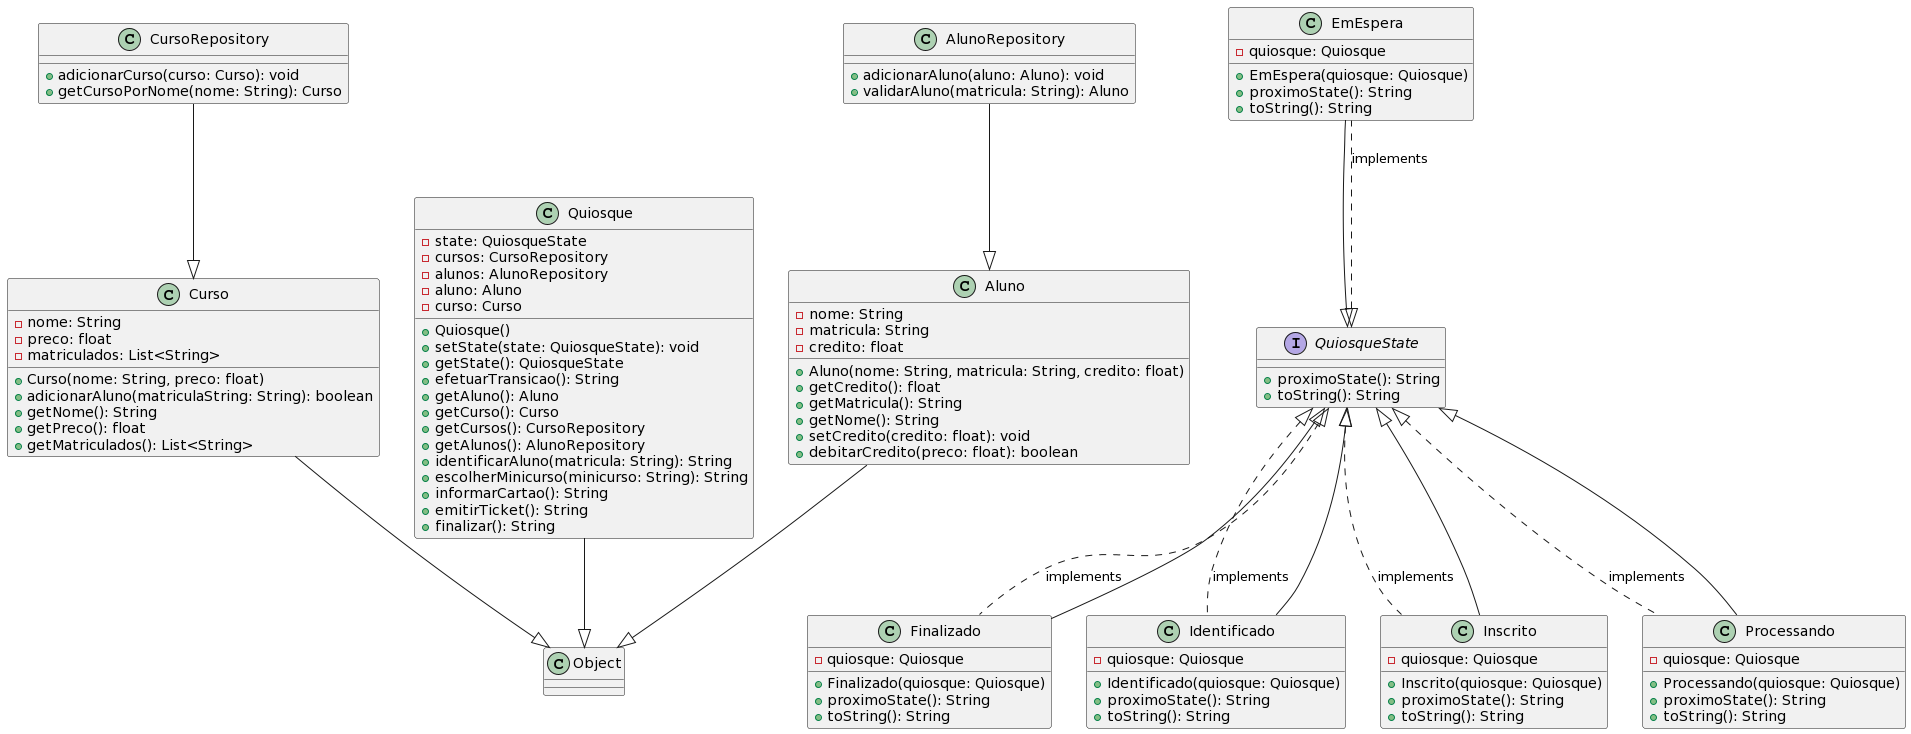 C CursoRepository
adicionarCurso(curso: Curso): void
getCursoPorNome(nome: String): Curso
C AlunoRepository
adicionarAluno(aluno: Aluno): void
validarAluno(matricula: String): Aluno
C EmEspera
quiosque: Quiosque
EmEspera(quiosque: Quiosque)
proximoState(): String
toString(): String
implements
C Curso
nome: String
preco: float
matriculados: List<String>
Curso(nome: String, preco: float)
adicionarAluno(matriculaString: String): boolean
getNome(): String
getPreco(): float
getMatriculados(): List<String>
C Quiosque
state: QuiosqueState
cursos: CursoRepository
alunos: AlunoRepository
aluno: Aluno
curso: Curso
Quiosque()
setState(state: QuiosqueState): void
getState(): QuiosqueState
efetuarTransicao(): String
getAluno(): Aluno
getCurso(): Curso
getCursos(): CursoRepository
getAlunos(): AlunoRepository
identificarAluno(matricula: String): String
escolherMinicurso(minicurso: String): String
informarCartao(): String
emitirTicket(): String
finalizar(): String
C Aluno
nome: String
matricula: String
credito: float
Aluno(nome: String, matricula: String, credito: float)
getCredito(): float
getMatricula(): String
getNome(): String
setCredito(credito: float): void
debitarCredito(preco: float): boolean
I QuiosqueState
proximoState(): String
toString(): String
implements
implements
implements
implements
C Object
C Finalizado
quiosque: Quiosque
Finalizado(quiosque: Quiosque)
proximoState(): String
toString(): String
C Identificado
quiosque: Quiosque
Identificado(quiosque: Quiosque)
proximoState(): String
toString(): String
C Inscrito
quiosque: Quiosque
Inscrito(quiosque: Quiosque)
proximoState(): String
toString(): String
C Processando
quiosque: Quiosque
Processando(quiosque: Quiosque)
proximoState(): String
toString(): String